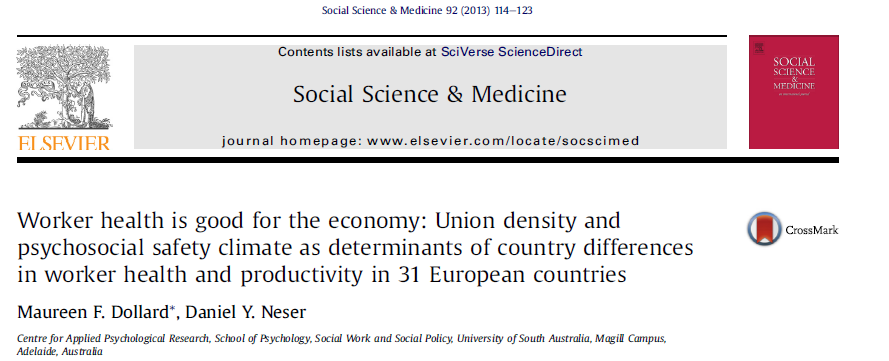 Social Science & Medicine 92 (2013) 114–123
Contents lists available at SciVerse ScienceDirect
Social Science & Medicine
journal homepage: www.elsevier.com/locate/socscimed
ELSEVIER
SOCIAL
SCIENCE
&
MEDICINE
Worker health is good for the economy: Union density and
psychosocial safety climate as determinants of country differences
in worker health and productivity in 31 European countries
CrossMark
Maureen F. Dollard*, Daniel Y. Neser
Centre for Applied Psychological Research, School of Psychology, Social Work and Social Policy, University of South Australia, Magill Campus,
Adelaide, Australia